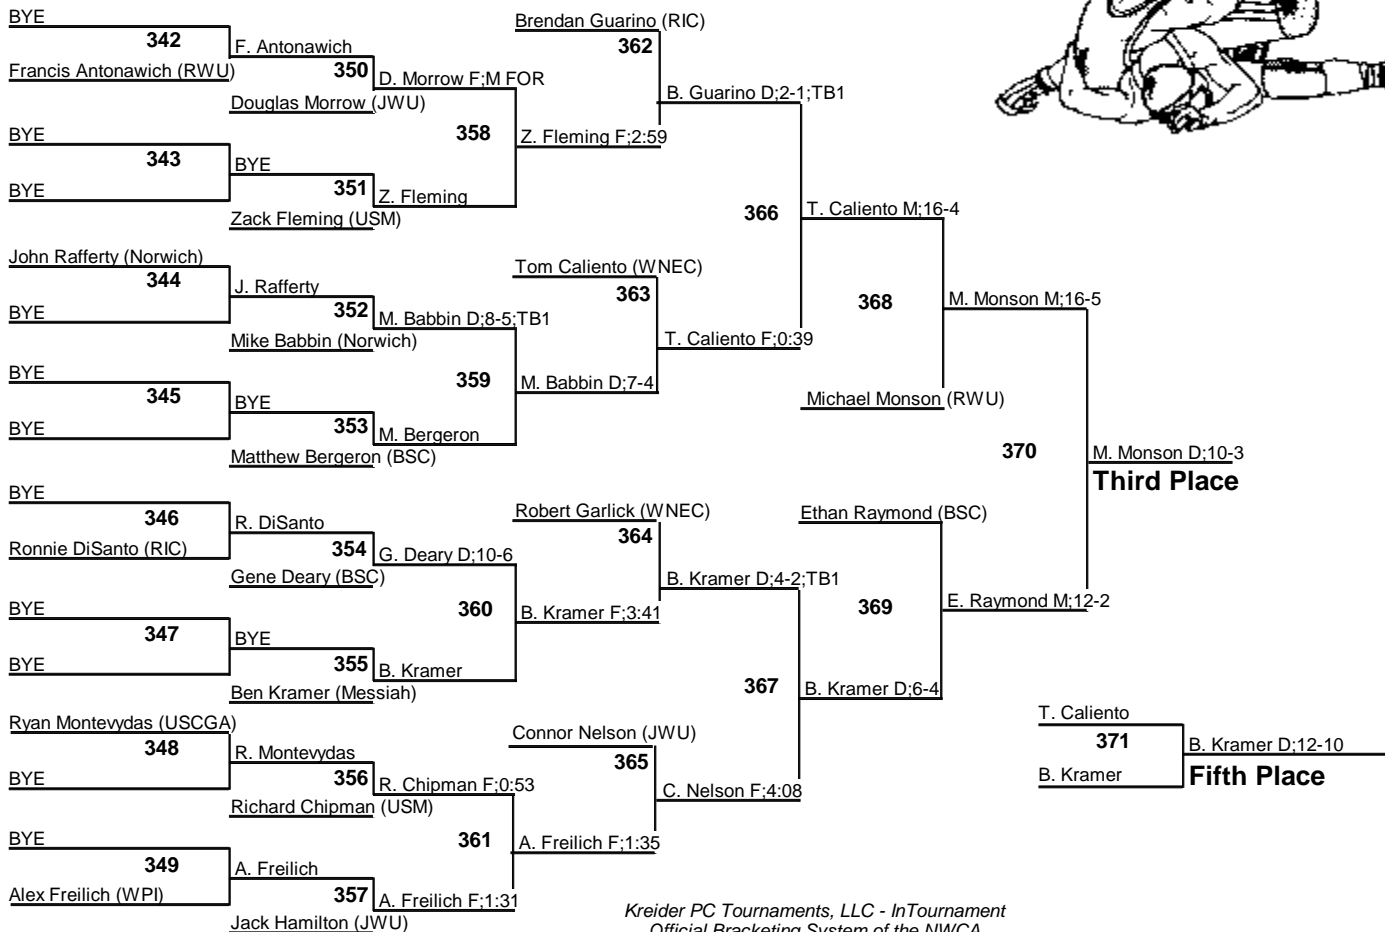 BYE
342
Francis Antonawich (RWU)
F. Antonawich
350
Douglas Morrow (JWU)
D. Morrow F;M FOR
BYE
343
BYE
BYE
351
Zack Fleming (USM)
Z. Fleming
358
Brendan Guarino (RIC)
362
Z. Fleming F;2:59
B. Guarino D;2-1;TB1
John Rafferty (Norwich)
344
BYE
J. Rafferty
352
Mike Babbin (Norwich)
M. Babbin D;8-5;TB1
BYE
345
BYE
BYE
353
Matthew Bergeron (BSC)
M. Bergeron
359
Tom Caliento (WNEC)
363
M. Babbin D;7-4
T. Caliento F;0:39
366
T. Caliento M;16-4
368
Michael Monson (RWU)
M. Monson M;16-5
BYE
346
Ronnie DiSanto (RIC)
R. DiSanto
354
Gene Deary (BSC)
G. Deary D;10-6
BYE
347
BYE
BYE
355
Ben Kramer (Messiah)
B. Kramer
360
Robert Garlick (WNEC)
364
B. Kramer F;3:41
B. Kramer D;4-2;TB1
Ryan Montevydas (USCGA)
348
BYE
R. Montevydas
356
Richard Chipman (USM)
R. Chipman F;0:53
BYE
349
Alex Freilich (WPI)
A. Freilich
357
Jack Hamilton (JWU)
A. Freilich F;1:31
361
Connor Nelson (JWU)
365
A. Freilich F;1:35
C. Nelson F;4:08
367
Ethan Raymond (BSC)
369
B. Kramer D;6-4
E. Raymond M;12-2
370
M. Monson D;10-3
Third Place
T. Caliento
371
B. Kramer
B. Kramer D;12-10
Fifth Place
Kreider PC Tournaments, LLC - InTournament
Official Bracketing System of the NWCA